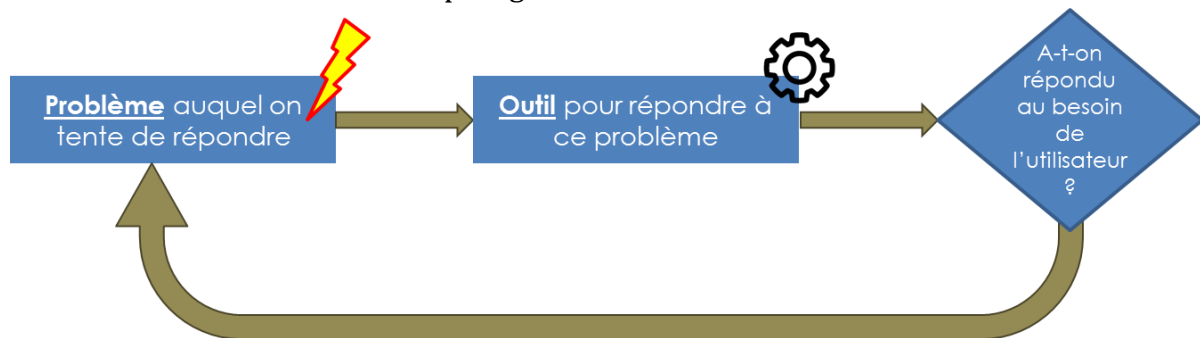 Problème auquel on
tente de répondre
Outil pour répondre à
ce problème
A-t-on
répondu
au besoin
de
l'utilisateur
?